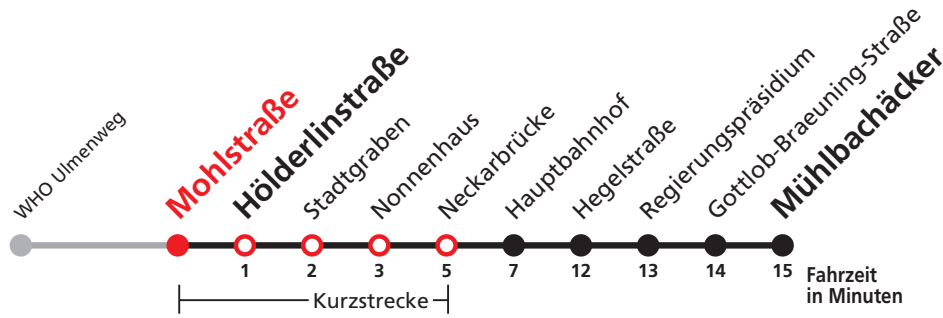 WHO Ulmenweg
Mohlstraße
Hölderlinstraße
Stadtgraben
Nonnenhaus
Neckarbrücke
Hauptbahnhof
Hegelstraße
Regierungspräsidium
Gottlob-Braeuning-Straße
Mühlbachäcker
1 2 3 5 7 12 13 14 15
Fahrzeit
in Minuten
Kurzstrecke